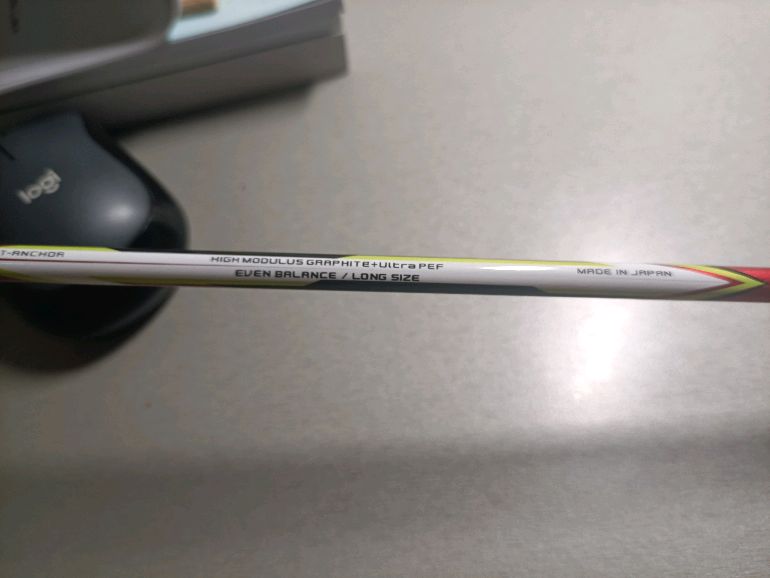 logi
T-ANCHOR
HIGH MODULUS GRAPHITE+Ultra PEF
EVEN BALANCE / LONG SIZE
MADE IN JAPAN